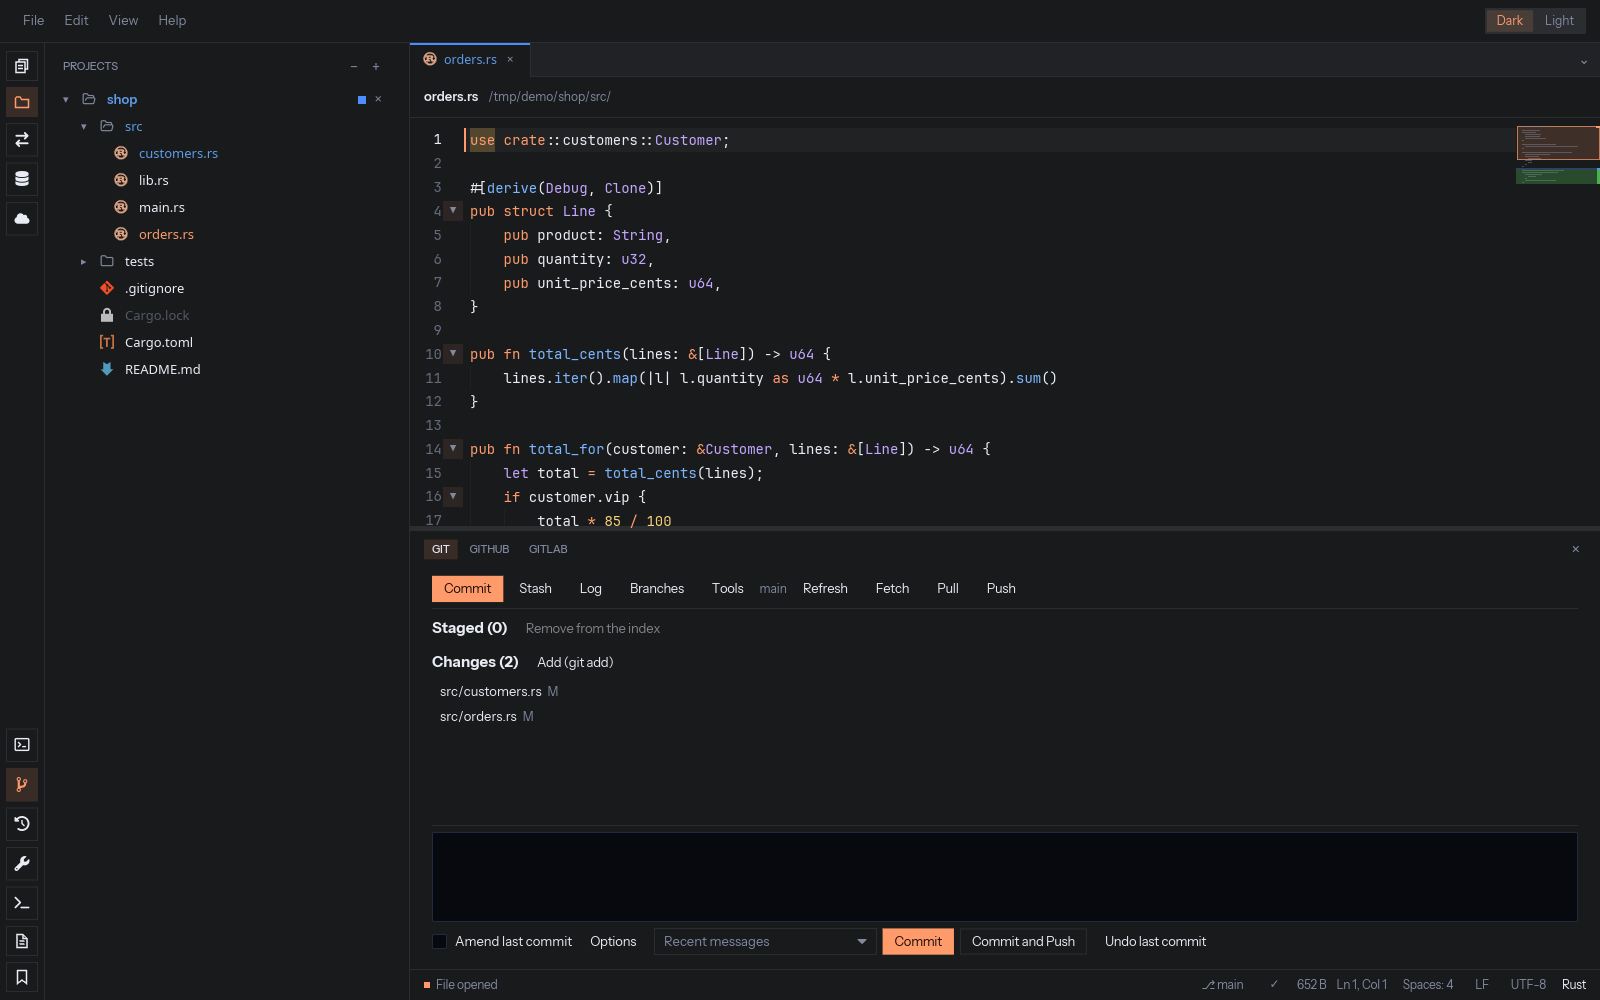 File Edit View Help
Dark Light
PROJECTS − +
shop ×
src
customers.rs
lib.rs
main.rs
orders.rs
tests
.gitignore
Cargo.lock
Cargo.toml
README.md
orders.rs ×
orders.rs /tmp/demo/shop/src/
1 use crate::customers::Customer;
2
3 #[derive(Debug, Clone)]
4 pub struct Line {
5     pub product: String,
6     pub quantity: u32,
7     pub unit_price_cents: u64,
8 }
9
10 pub fn total_cents(lines: &[Line]) -> u64 {
11     lines.iter().map(|l| l.quantity as u64 * l.unit_price_cents).sum()
12 }
13
14 pub fn total_for(customer: &Customer, lines: &[Line]) -> u64 {
15     let total = total_cents(lines);
16     if customer.vip {
17         total * 85 / 100
GIT GITHUB GITLAB ×
Commit Stash Log Branches Tools main Refresh Fetch Pull Push
Staged (0) Remove from the index
Changes (2) Add (git add)
src/customers.rs M
src/orders.rs M
Amend last commit Options Recent messages Commit Commit and Push Undo last commit
File opened main ✓ 652 B Ln 1, Col 1 Spaces: 4 LF UTF-8 Rust